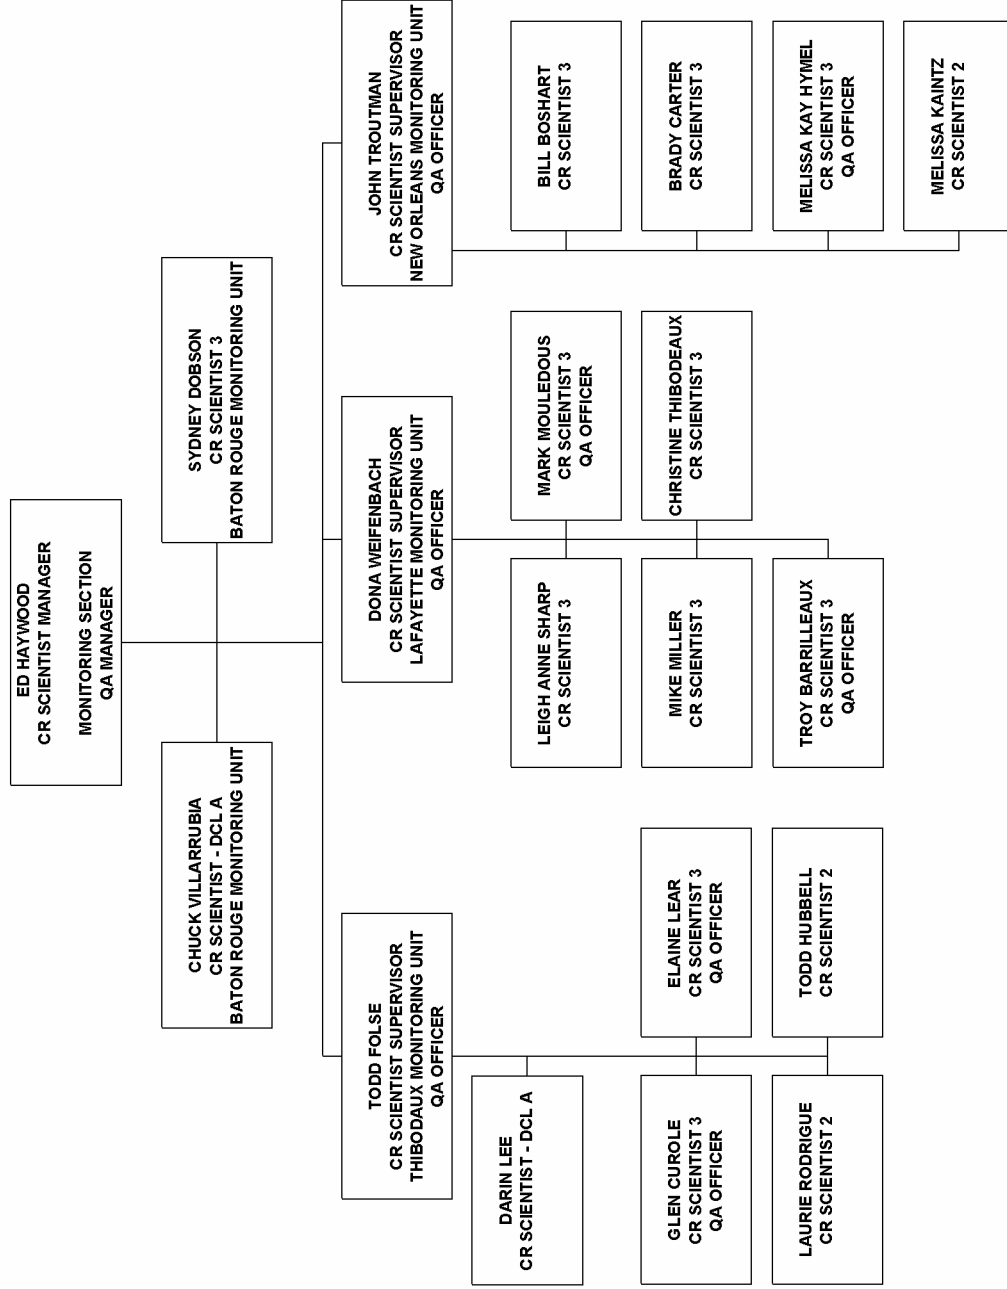 ED HAYWOOD
CR SCIENTIST MANAGER
MONITORING SECTION
QA MANAGER
CHUCK VILLARRUBIA
CR SCIENTIST - DCL A
BATON ROUGE MONITORING UNIT
SYDNEY DOBSON
CR SCIENTIST 3
BATON ROUGE MONITORING UNIT
TODD FOLSE
CR SCIENTIST SUPERVISOR
THIBODAUX MONITORING UNIT
QA OFFICER
DONA WEIFENBACH
CR SCIENTIST SUPERVISOR
LAFAYETTE MONITORING UNIT
QA OFFICER
JOHN TROUTMAN
CR SCIENTIST SUPERVISOR
NEW ORLEANS MONITORING UNIT
QA OFFICER
DARIN LEE
CR SCIENTIST - DCL A
GLEN CUROLE
CR SCIENTIST 3
QA OFFICER
ELAINE LEAR
CR SCIENTIST 3
QA OFFICER
LAURIE RODRIGUE
CR SCIENTIST 2
TODD HUBBELL
CR SCIENTIST 2
LEIGH ANNE SHARP
CR SCIENTIST 3
MARK MOULEDOUS
CR SCIENTIST 3
QA OFFICER
MIKE MILLER
CR SCIENTIST 3
CHRISTINE THIBODEAUX
CR SCIENTIST 3
TROY BARRILLEAUX
CR SCIENTIST 3
QA OFFICER
BILL BOSHART
CR SCIENTIST 3
BRADY CARTER
CR SCIENTIST 3
MELISSA KAY HYMEL
CR SCIENTIST 3
QA OFFICER
MELISSA KAINTZ
CR SCIENTIST 2